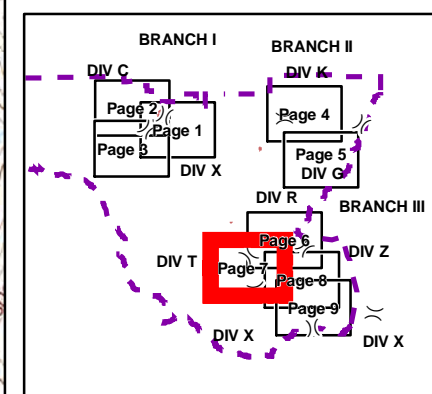 BRANCH I
BRANCH II
DIV C
DIV K
Page 2
Page 4
Page 1
Page 3
Page 5
DIV X
DIV G
DIV R
BRANCH III
Page 6
DIV Z
DIV T
Page 7
Page 8
Page 9
DIV X
DIV X